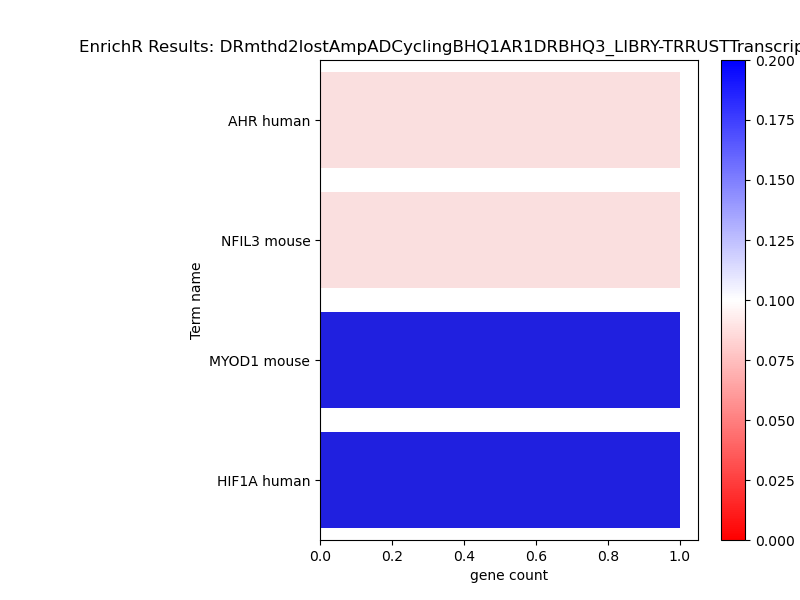 EnrichR Results: DRmthd2lostAmpADCyclingBHQ1AR1DRBHQ3_LIBRY-TRRUSTTranscrip
AHR human
NFIL3 mouse
MYOD1 mouse
HIF1A human
Term name
0.0 0.2 0.4 0.6 0.8 1.0
gene count
0.200
0.175
0.150
0.125
0.100
0.075
0.050
0.025
0.000